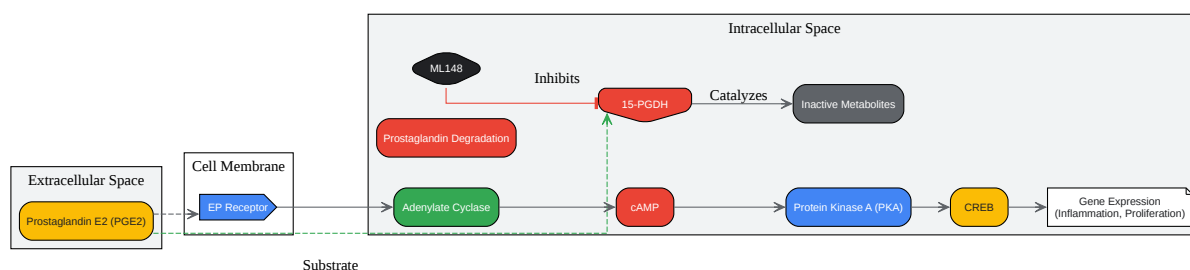 Intracellular Space
ML148
Inhibits
15-PGDH
Catalyzes
Inactive Metabolites
Prostaglandin Degradation
Cell Membrane
Extracellular Space
EP Receptor
Prostaglandin E2 (PGE2)
Adenylate Cyclase
cAMP
Protein Kinase A (PKA)
CREB
Gene Expression
(Inflammation, Proliferation)
Substrate